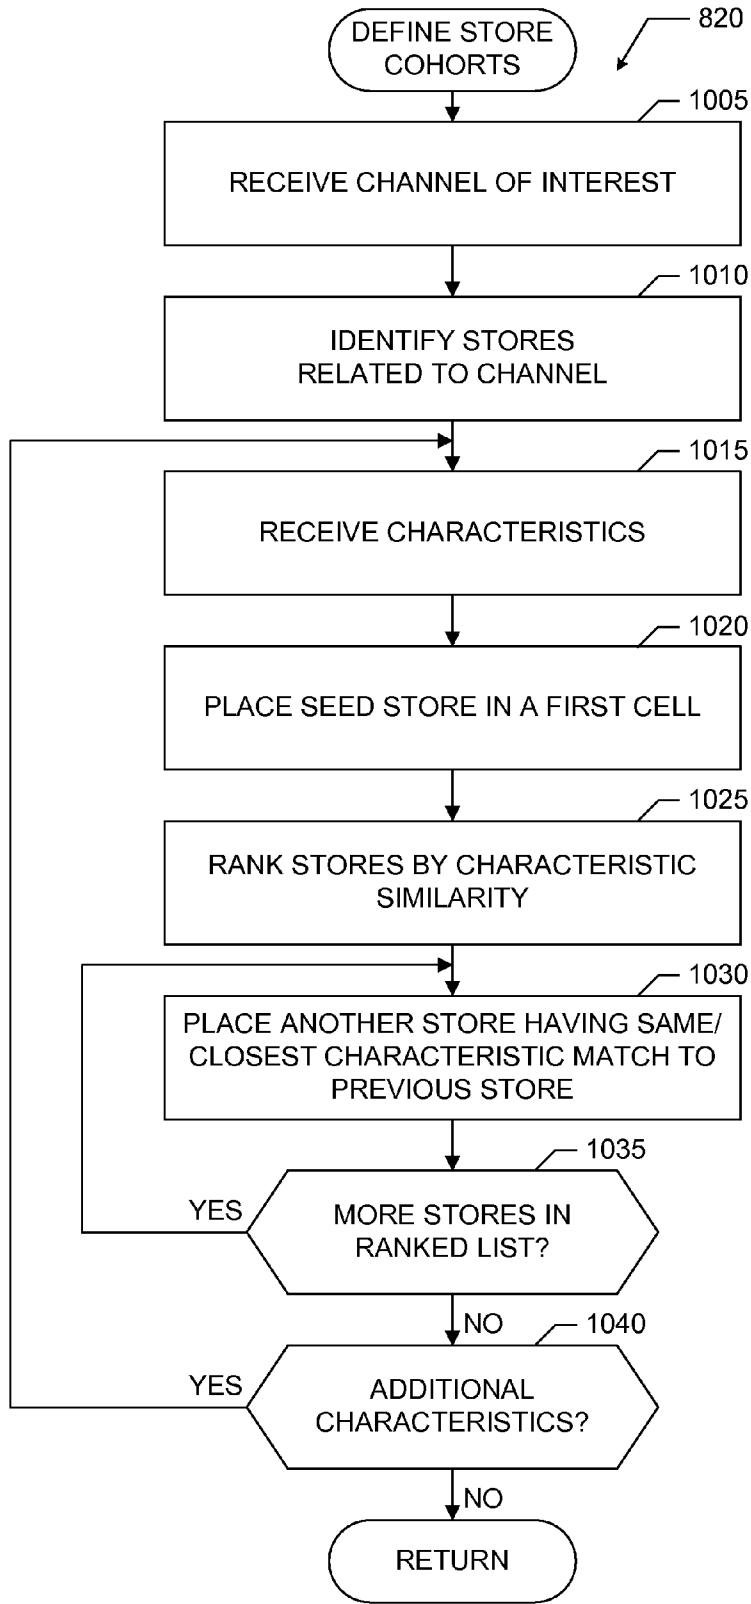 DEFINE STORE
COHORTS
820
1005
RECEIVE CHANNEL OF INTEREST
1010
IDENTIFY STORES
RELATED TO CHANNEL
1015
RECEIVE CHARACTERISTICS
1020
PLACE SEED STORE IN A FIRST CELL
1025
RANK STORES BY CHARACTERISTIC
SIMILARITY
1030
PLACE ANOTHER STORE HAVING SAME/
CLOSEST CHARACTERISTIC MATCH TO
PREVIOUS STORE
1035
YES
MORE STORES IN
RANKED LIST?
NO
1040
YES
ADDITIONAL
CHARACTERISTICS?
NO
RETURN